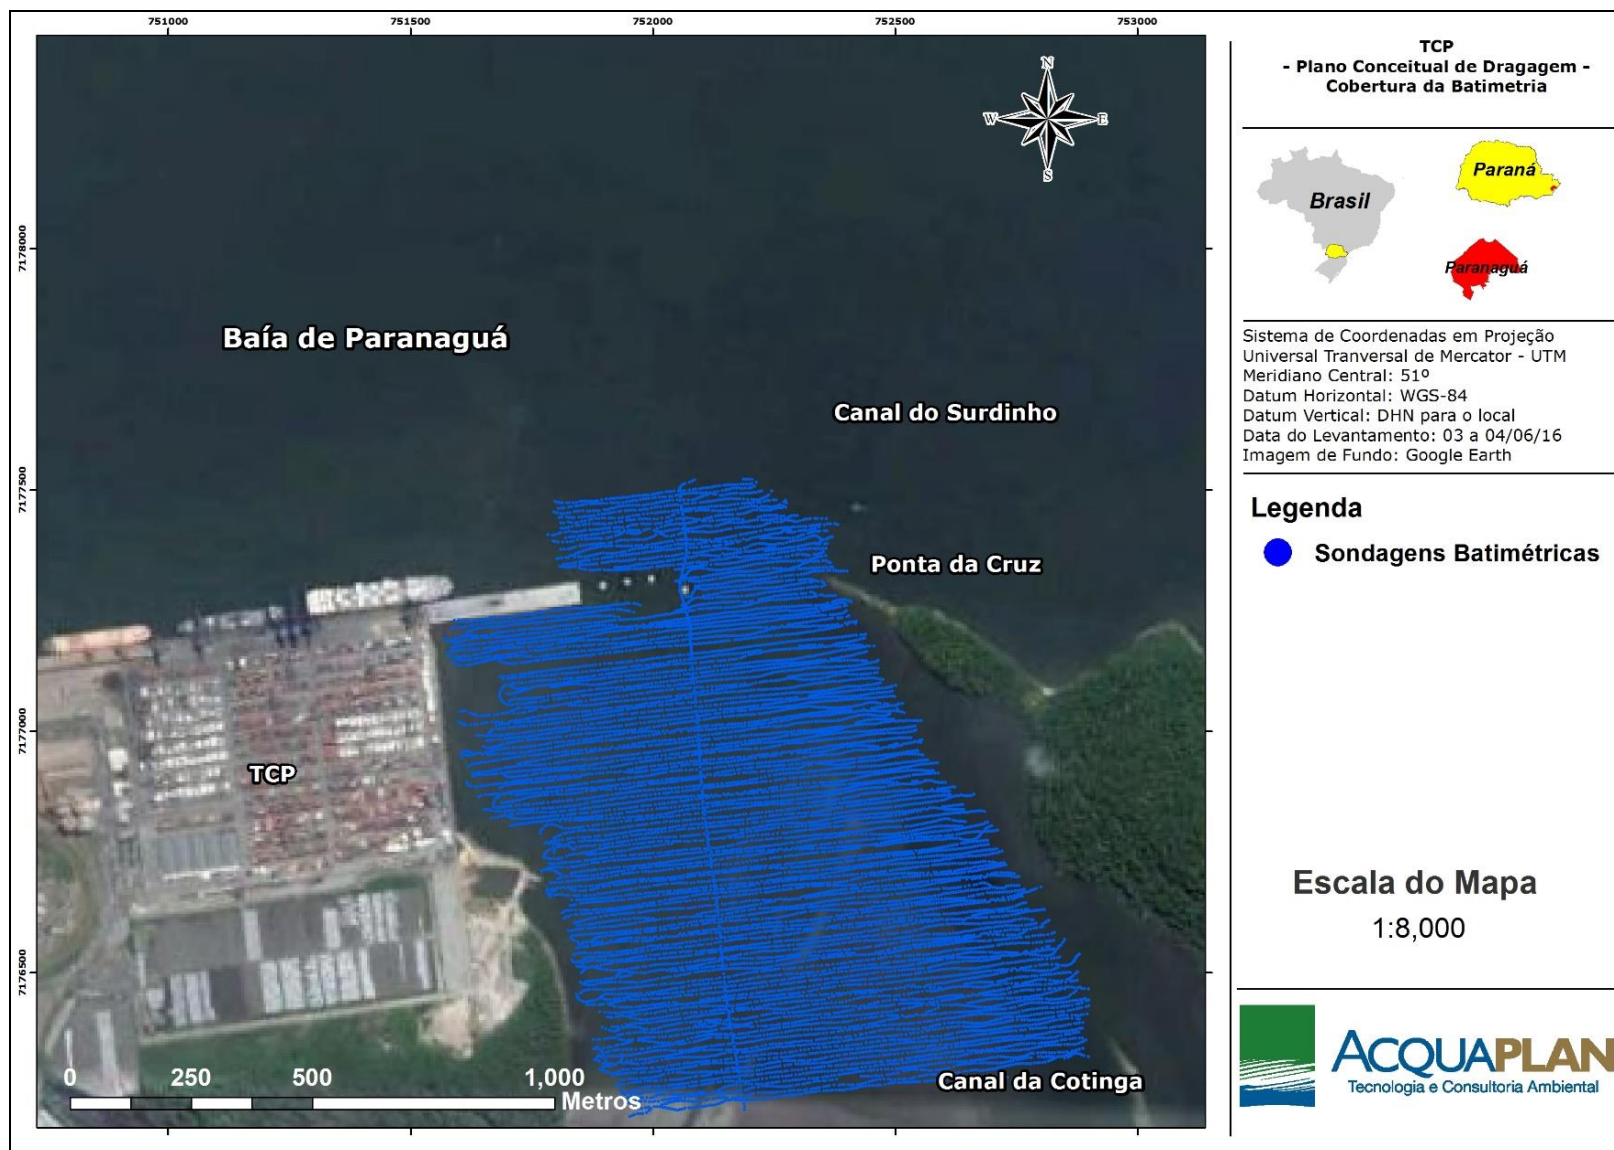 751000
751500
752000
752500
753000
7178000
7177500
7177000
7176500
N
W
E
S
Baía de Paranaguá
Canal do Surdinho
Ponta da Cruz
TCP
Canal da Cotinga
0
250
500
1,000
Metros
TCP
- Plano Conceitual de Dragagem -
Cobertura da Batimetria
Brasil
Paraná
Paranaguá
Sistema de Coordenadas em Projeção
Universal Tranversal de Mercator - UTM
Meridiano Central: 51º
Datum Horizontal: WGS-84
Datum Vertical: DHN para o local
Data do Levantamento: 03 a 04/06/16
Imagem de Fundo: Google Earth
Legenda
Sondagens Batimétricas
Escala do Mapa
1:8,000
ACQUAPLAN
Tecnologia e Consultoria Ambiental